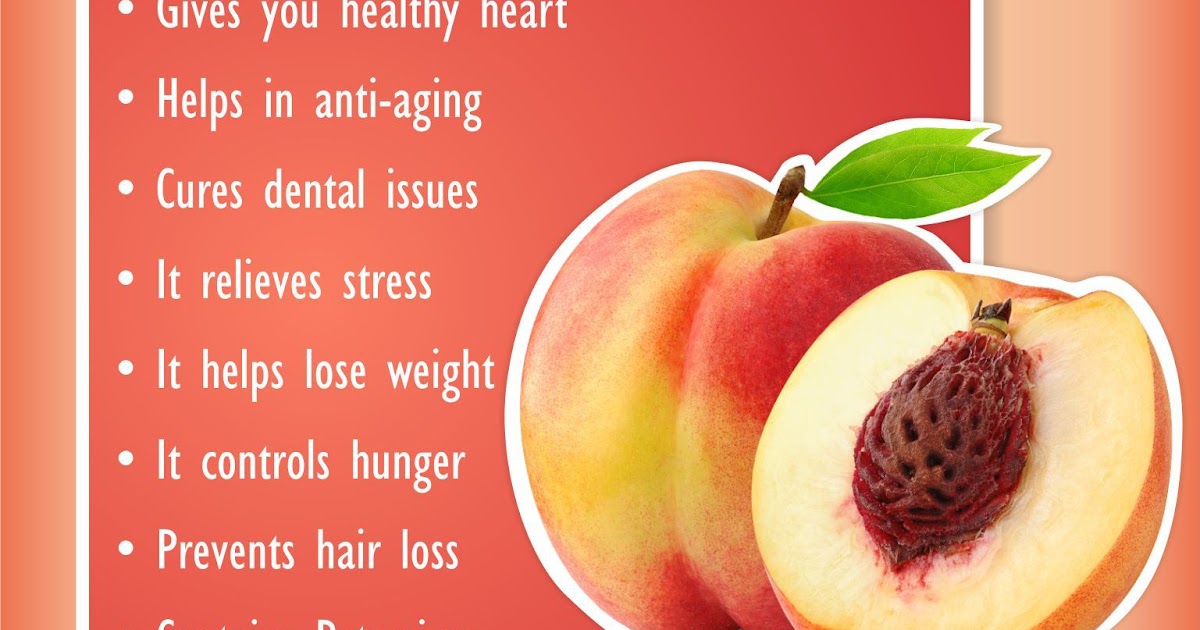 • Gives you healthy heart
• Helps in anti-aging
• Cures dental issues
• It relieves stress
• It helps lose weight
• It controls hunger
• Prevents hair loss